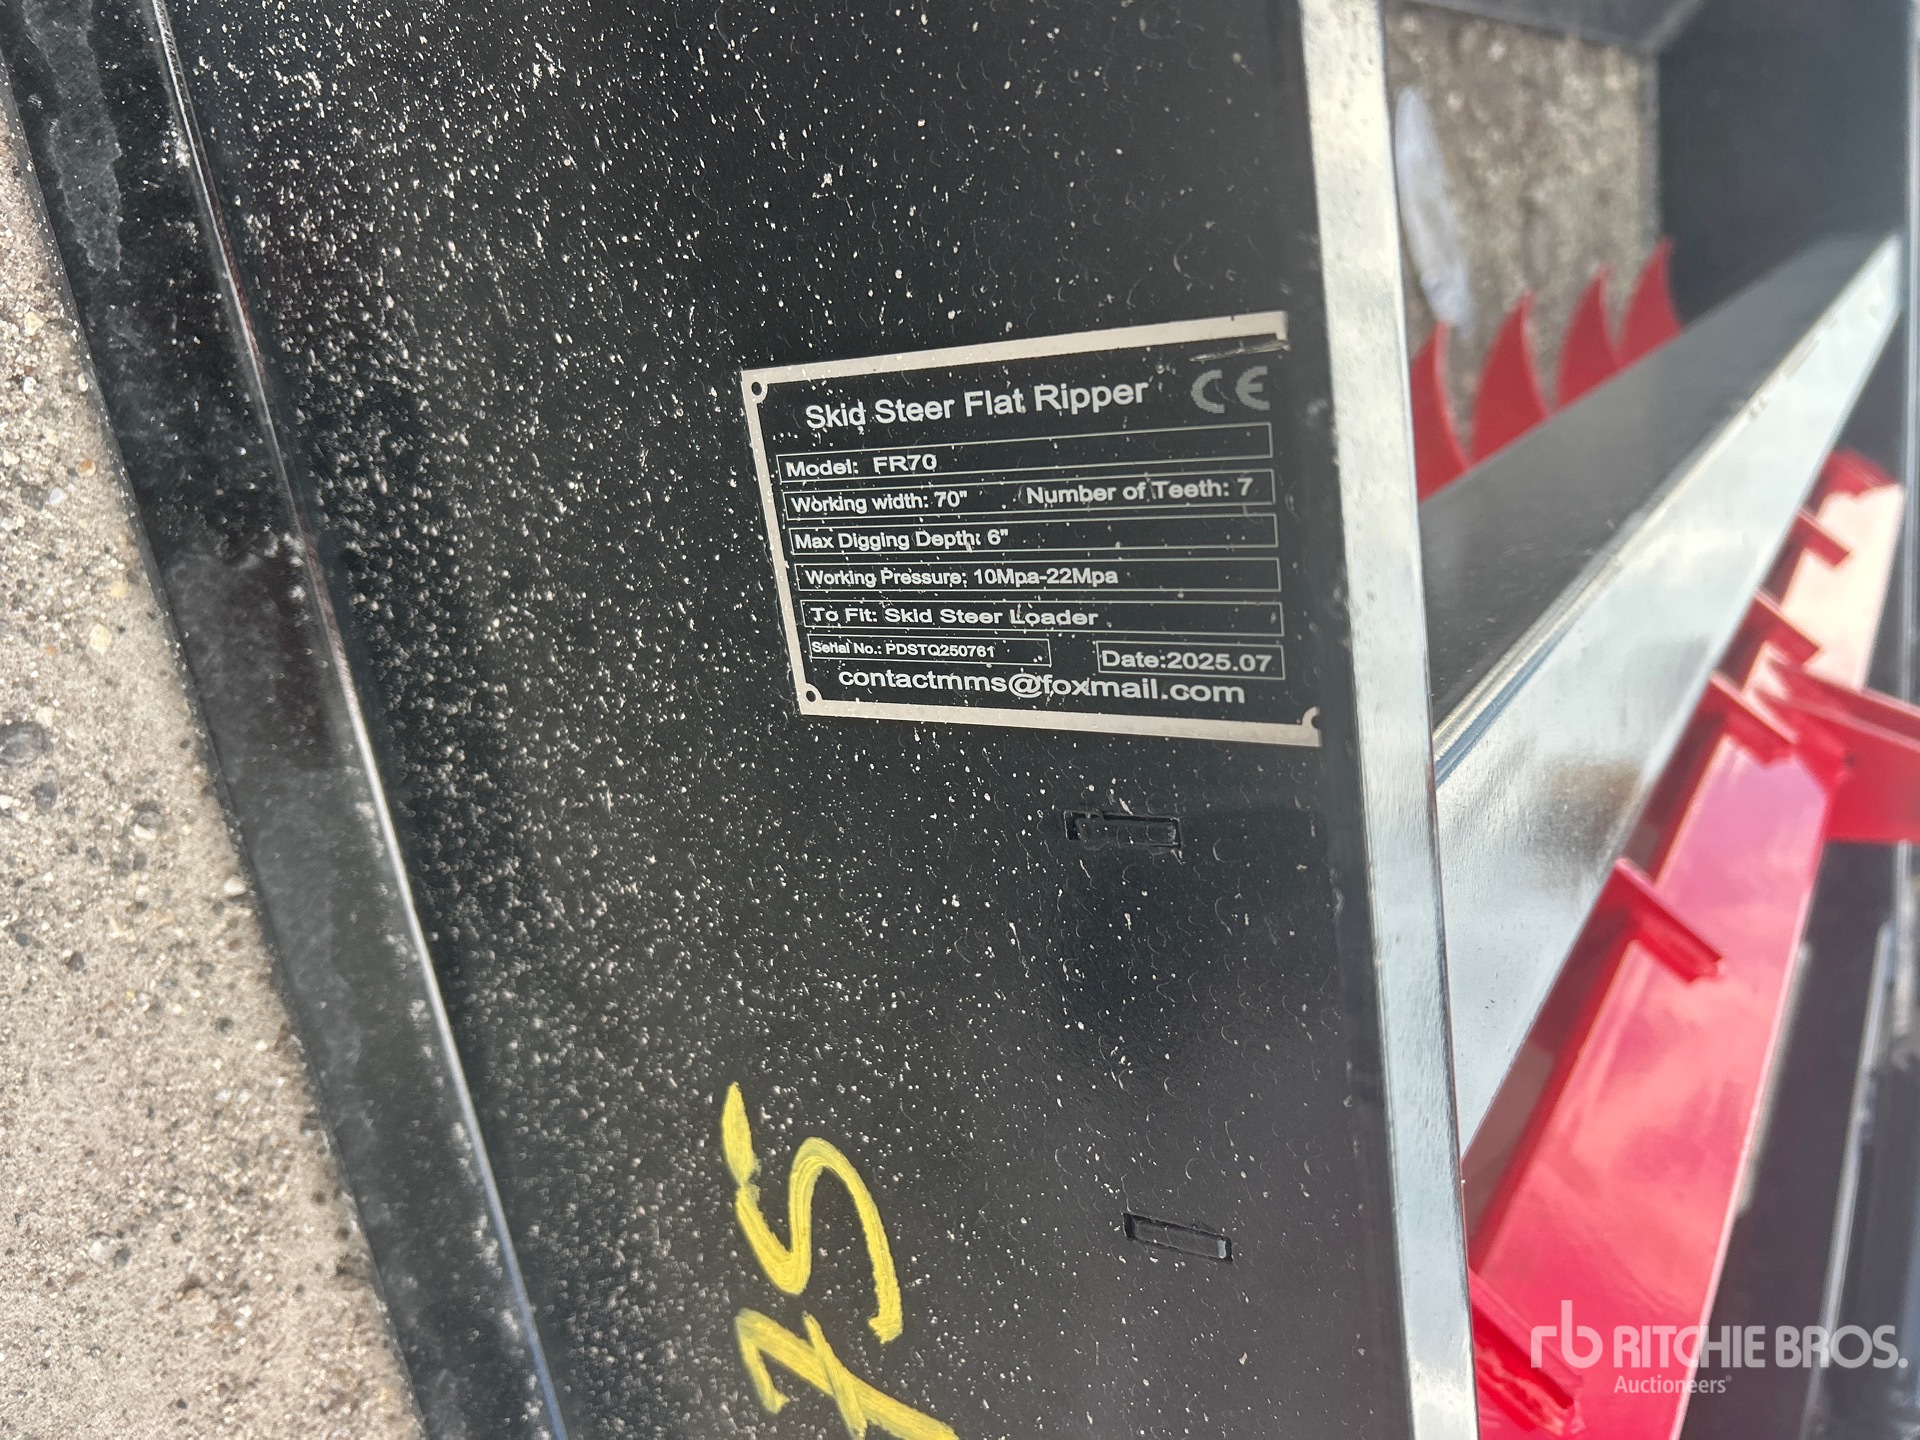 Skid Steer Flat Ripper CE
Model: FR70
Working width: 70" Number of Teeth: 7
Max Digging Depth: 6"
Working Pressure: 10Mpa-22Mpa
To Fit: Skid Steer Loader
Serial No.: PDSTQ250761 Date:2025.07
contactmms@foxmail.com
rb RITCHIE BROS.
Auctioneers